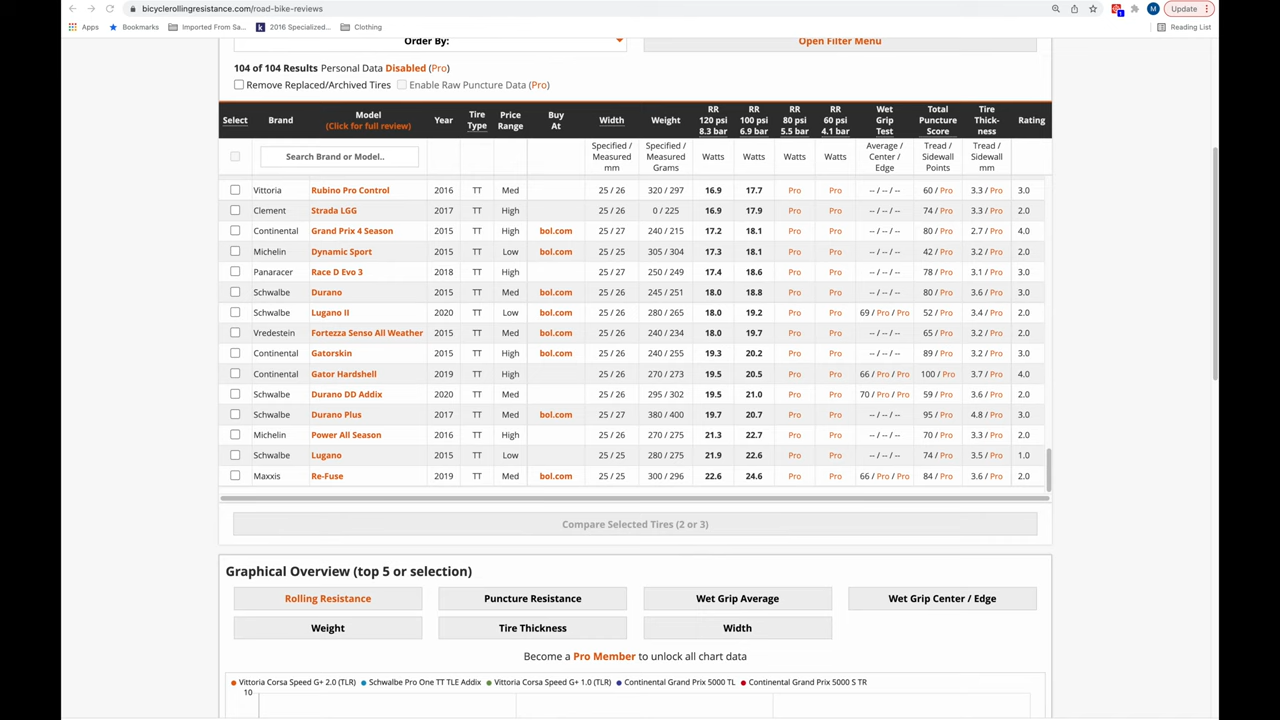 bicyclerollingresistance.com/road-bike-reviews
M
1
Update
Apps
Bookmarks
Imported From Sa...
k
2016 Specialized...
Clothing
Reading List
Order By:
Open Filter Menu
104 of 104 Results Personal Data Disabled (Pro)
Remove Replaced/Archived Tires Enable Raw Puncture Data (Pro)
Select
Brand
Model
(Click for full review)
Year
Tire
Type
Price
Range
Buy
At
Width
Weight
RR
120 psi
8.3 bar
RR
100 psi
6.9 bar
RR
80 psi
5.5 bar
RR
60 psi
4.1 bar
Wet
Grip
Test
Total
Puncture
Score
Tire
Thick-
ness
Rating
Search Brand or Model..
Specified /
Measured
mm
Specified /
Measured
Grams
Watts
Watts
Watts
Watts
Average /
Center /
Edge
Tread /
Sidewall
Points
Tread /
Sidewall
mm
Vittoria Rubino Pro Control 2016 TT Med 25 / 26 320 / 297 16.9 17.7 Pro Pro -- / -- / -- 60 / Pro 3.3 / Pro 3.0
Clement Strada LGG 2017 TT High 25 / 26 0 / 225 16.9 17.9 Pro Pro -- / -- / -- 74 / Pro 3.3 / Pro 2.0
Continental Grand Prix 4 Season 2015 TT High bol.com 25 / 27 240 / 215 17.2 18.1 Pro Pro -- / -- / -- 80 / Pro 2.7 / Pro 4.0
Michelin Dynamic Sport 2015 TT Low bol.com 25 / 25 305 / 304 17.3 18.1 Pro Pro -- / -- / -- 42 / Pro 3.2 / Pro 2.0
Panaracer Race D Evo 3 2018 TT High 25 / 27 250 / 249 17.4 18.6 Pro Pro -- / -- / -- 78 / Pro 3.1 / Pro 3.0
Schwalbe Durano 2015 TT Med bol.com 25 / 26 245 / 251 18.0 18.8 Pro Pro -- / -- / -- 80 / Pro 3.6 / Pro 3.0
Schwalbe Lugano II 2020 TT Low bol.com 25 / 26 280 / 265 18.0 19.2 Pro Pro 69 / Pro / Pro 52 / Pro 3.4 / Pro 2.0
Vredestein Fortezza Senso All Weather 2015 TT Med bol.com 25 / 26 240 / 234 18.0 19.7 Pro Pro -- / -- / -- 65 / Pro 3.2 / Pro 2.0
Continental Gatorskin 2015 TT High bol.com 25 / 26 240 / 255 19.3 20.2 Pro Pro -- / -- / -- 89 / Pro 3.2 / Pro 3.0
Continental Gator Hardshell 2019 TT High 25 / 26 270 / 273 19.5 20.5 Pro Pro 66 / Pro / Pro 100 / Pro 3.7 / Pro 4.0
Schwalbe Durano DD Addix 2020 TT Med 25 / 26 295 / 302 19.5 21.0 Pro Pro 70 / Pro / Pro 59 / Pro 3.6 / Pro 2.0
Schwalbe Durano Plus 2017 TT Med bol.com 25 / 27 380 / 400 19.7 20.7 Pro Pro -- / -- / -- 95 / Pro 4.8 / Pro 3.0
Michelin Power All Season 2016 TT High 25 / 26 270 / 275 21.3 22.7 Pro Pro -- / -- / -- 70 / Pro 3.5 / Pro 2.0
Schwalbe Lugano 2015 TT Low 25 / 26 280 / 275 21.9 22.6 Pro Pro -- / -- / -- 74 / Pro 3.5 / Pro 1.0
Maxxis Re-Fuse 2019 TT Med bol.com 25 / 25 300 / 296 22.6 24.6 Pro Pro 66 / Pro / Pro 84 / Pro 3.6 / Pro 2.0
Compare Selected Tires (2 or 3)
Graphical Overview (top 5 or selection)
Rolling Resistance
Puncture Resistance
Wet Grip Average
Wet Grip Center / Edge
Weight
Tire Thickness
Width
Become a Pro Member to unlock all chart data
Vittoria Corsa Speed G+ 2.0 (TLR) Schwalbe Pro One TT TLE Addix Vittoria Corsa Speed G+ 1.0 (TLR) Continental Grand Prix 5000 TL Continental Grand Prix 5000 S TR
10